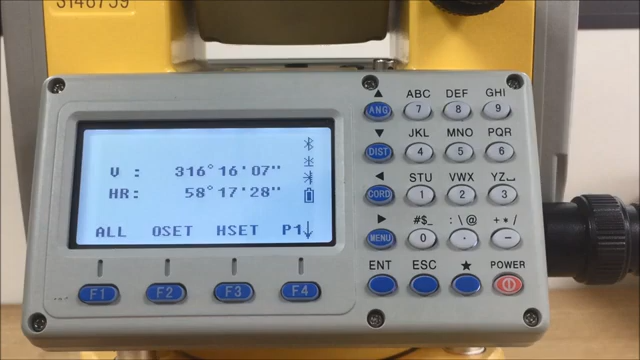 3146759
V : 316°16'07"
HR: 58°17'28"
ALL OSET HSET P1↓
F1 F2 F3 F4
▲ ABC DEF GHI
ANG 7 8 9
▼ JKL MNO PQR
DIST 4 5 6
◀ STU VWX YZ␣
CORD 1 2 3
▶ #$_ :\@ +*/
MENU 0 . −
ENT ESC ★ POWER